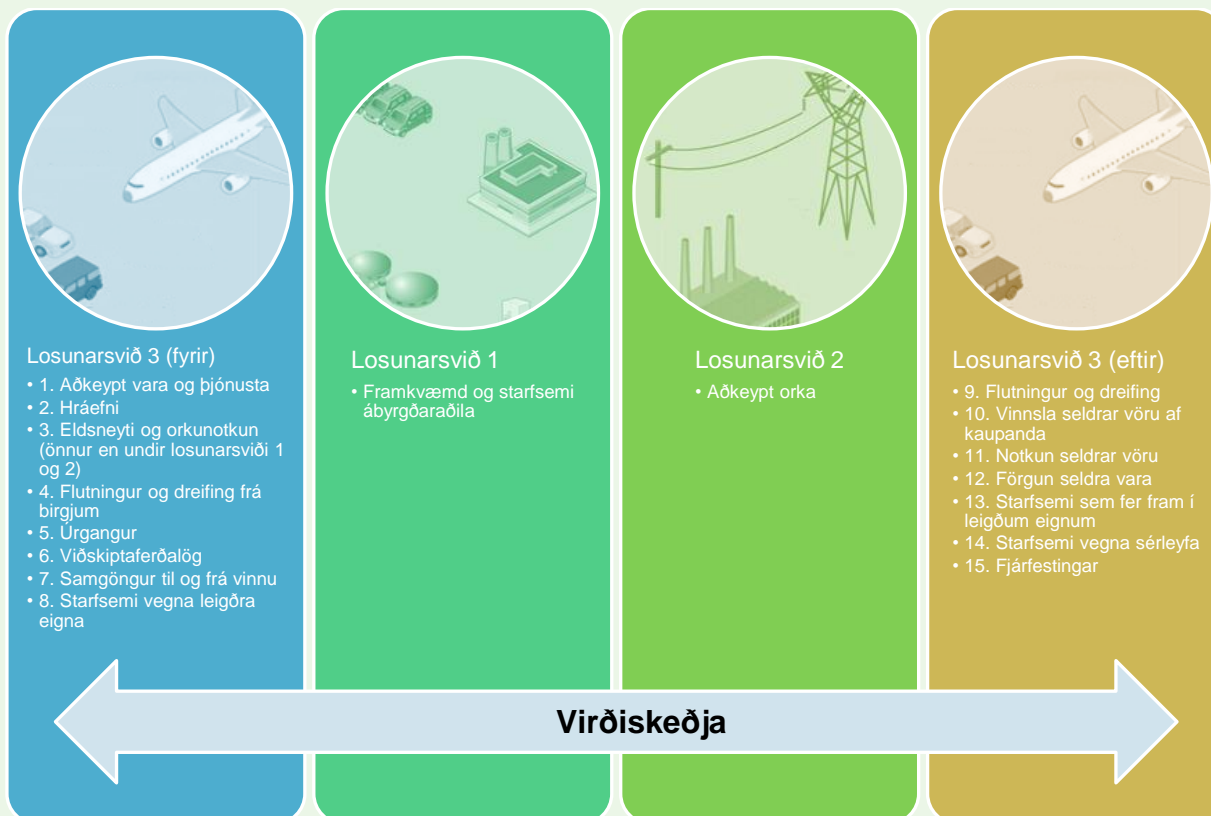 Losunarsvið 3 (fyrir)
• 1. Aðkeypt vara og þjónusta
• 2. Hráefni
• 3. Eldsneyti og orkunotkun
(önnur en undir losunarsviði 1
og 2)
• 4. Flutningur og dreifing frá
birgjum
• 5. Úrgangur
• 6. Viðskiptaferðalög
• 7. Samgöngur til og frá vinnu
• 8. Starfsemi vegna leigðra
eigna
Losunarsvið 1
• Framkvæmd og starfsemi
ábyrgðaraðila
Losunarsvið 2
• Aðkeypt orka
Losunarsvið 3 (eftir)
• 9. Flutningur og dreifing
• 10. Vinnsla seldrar vöru af
kaupanda
• 11. Notkun seldrar vöru
• 12. Förgun seldra vara
• 13. Starfsemi sem fer fram í
leigðum eignum
• 14. Starfsemi vegna sérleyfa
• 15. Fjárfestingar
Virðiskeðja